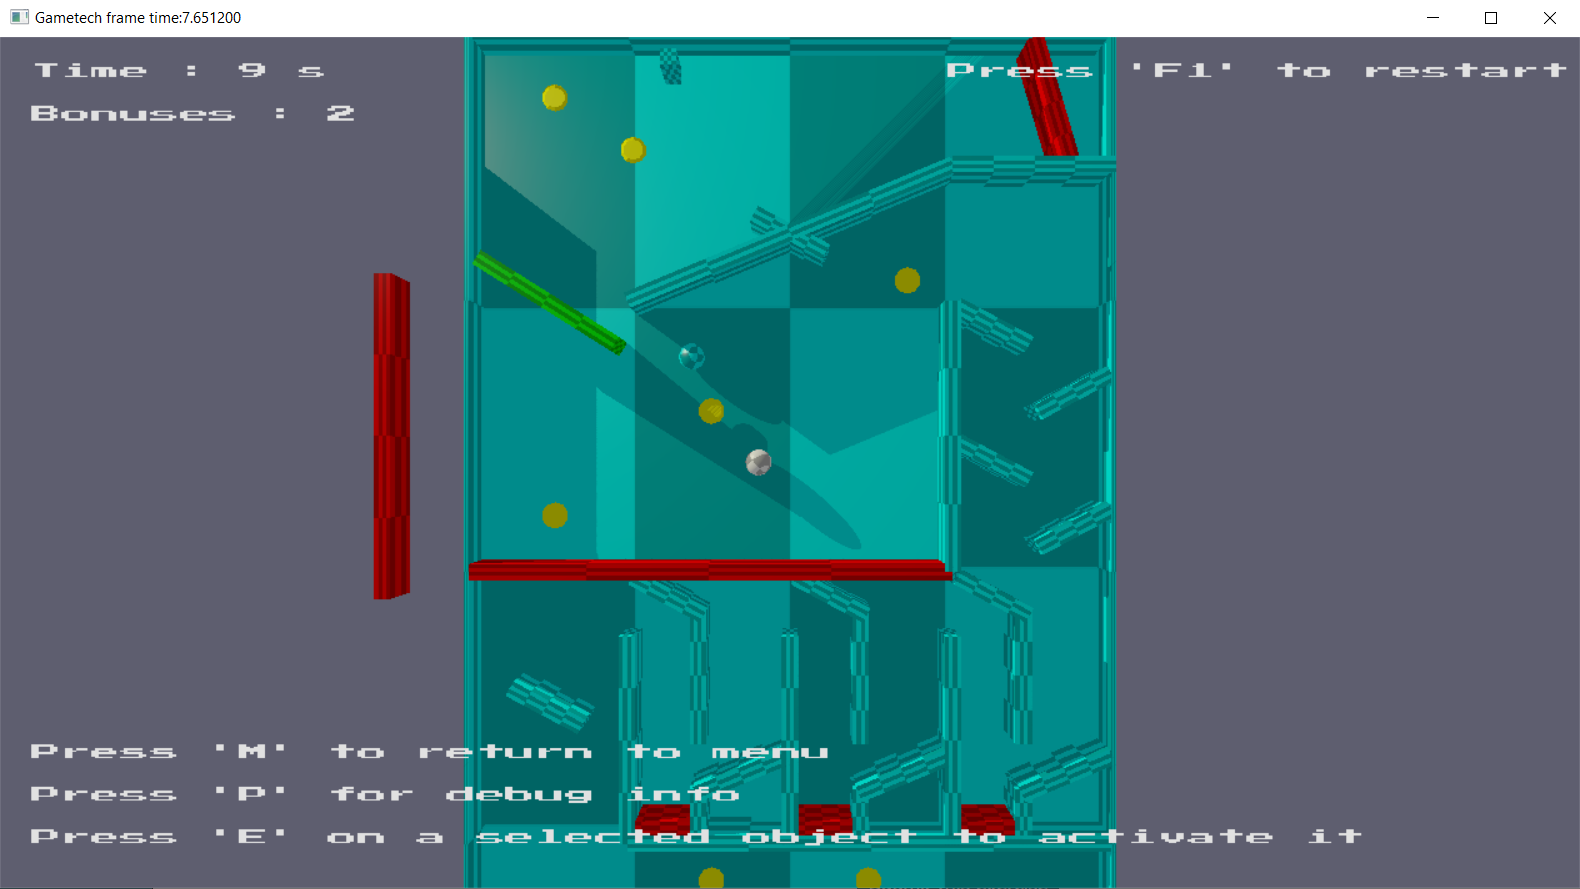 Gametech frame time:7.651200
Time : 9 s
Press 'F1' to restart
Bonuses : 2
Press 'M' to return to menu
Press 'P' for debug info
Press 'E' on a selected object to activate it